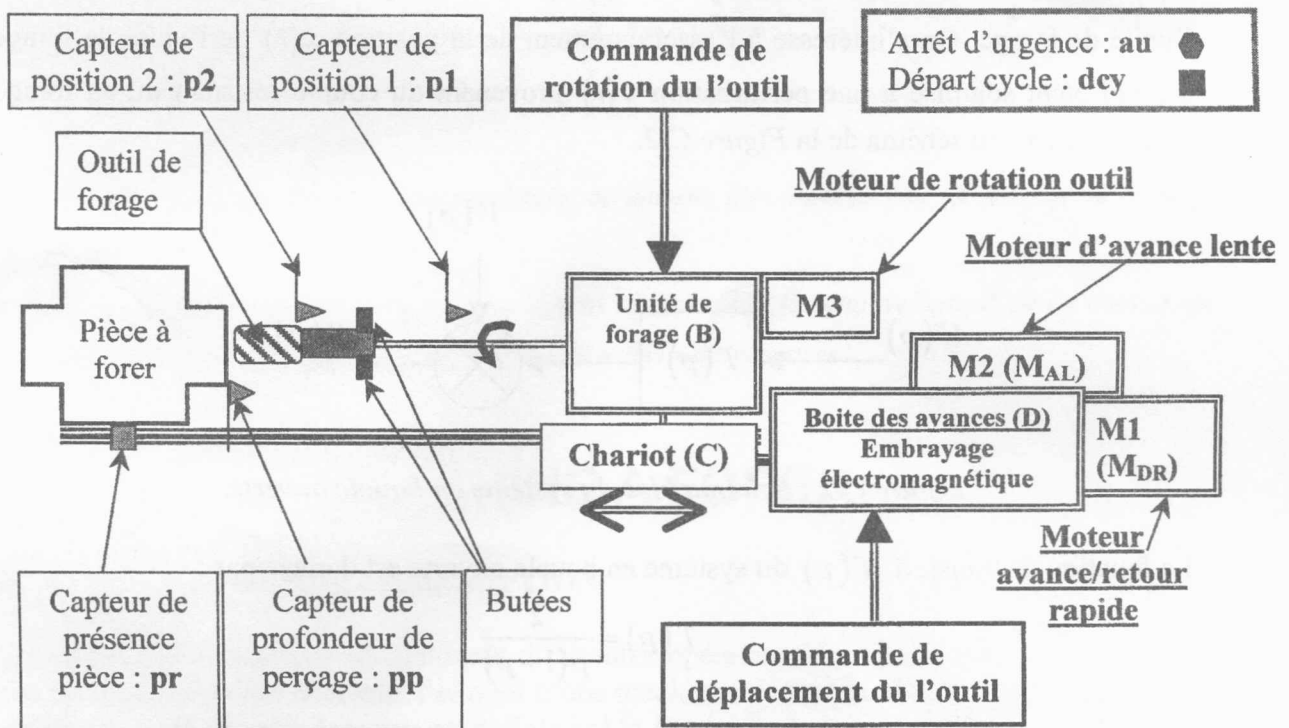 Capteur de
position 2 : p2
Capteur de
position 1 : p1
Commande de
rotation du l'outil
Arrêt d'urgence : au
Départ cycle : dcy
Outil de
forage
Moteur de rotation outil
Moteur d'avance lente
Pièce à
forer
Unité de
forage (B)
M3
M2 (MAL)
Boite des avances (D)
Embrayage
électromagnétique
M1
(MDR)
Chariot (C)
Moteur
avance/retour
rapide
Capteur de
présence
pièce : pr
Capteur de
profondeur de
perçage : pp
Butées
Commande de
déplacement du l'outil